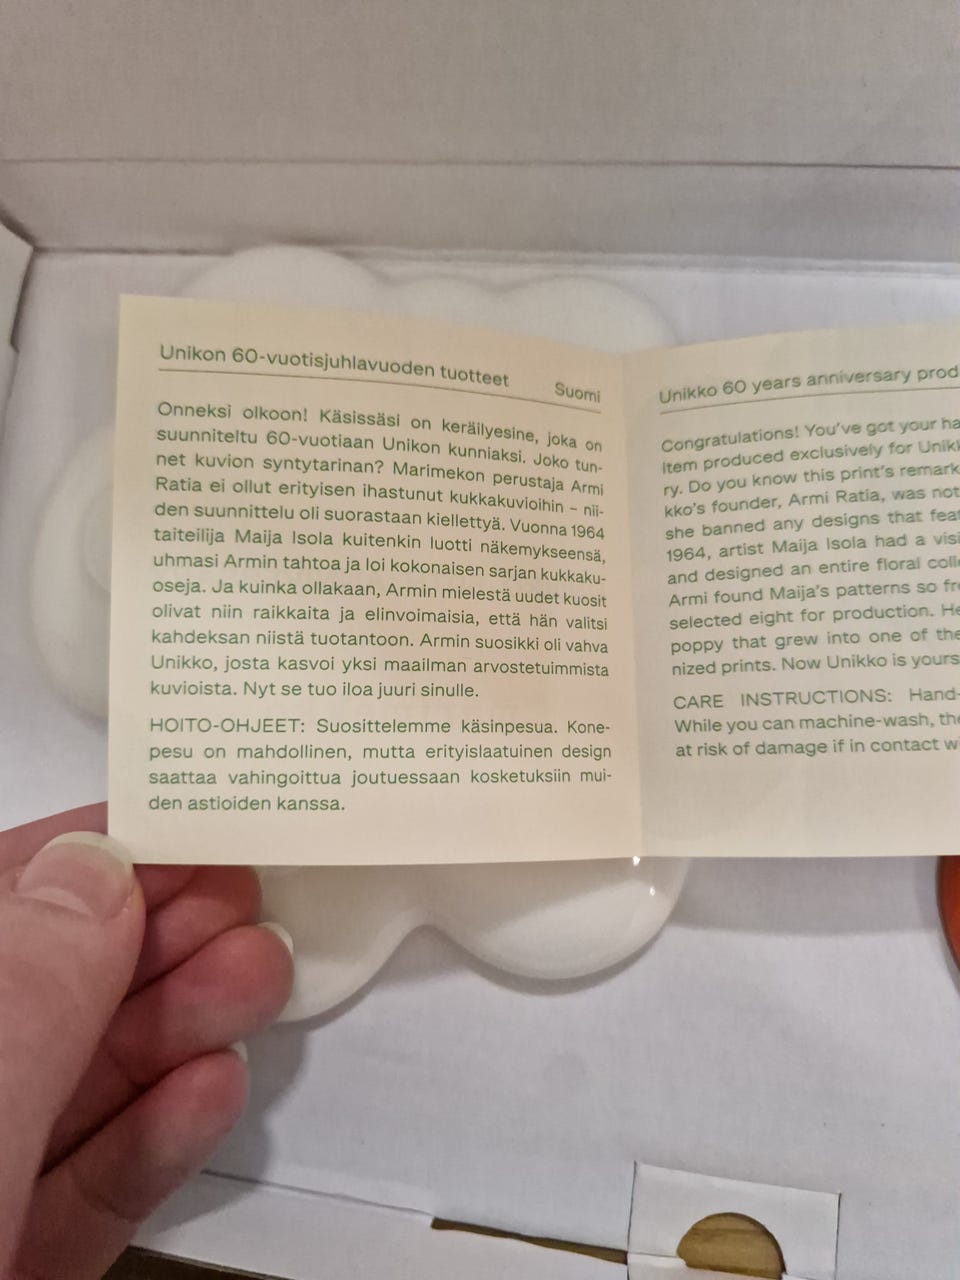 Unikon 60-vuotisjuhlavuoden tuotteet Suomi
Onneksi olkoon! Käsissäsi on keräilyesine, joka on
suunniteltu 60-vuotiaan Unikon kunniaksi. Joko tun-
net kuvion syntytarinan? Marimekon perustaja Armi
Ratia ei ollut erityisen ihastunut kukkakuvioihin – nii-
den suunnittelu oli suorastaan kiellettyä. Vuonna 1964
taiteilija Maija Isola kuitenkin luotti näkemykseensä,
uhmasi Armin tahtoa ja loi kokonaisen sarjan kukkaku-
oseja. Ja kuinka ollakaan, Armin mielestä uudet kuosit
olivat niin raikkaita ja elinvoimaisia, että hän valitsi
kahdeksan niistä tuotantoon. Armin suosikki oli vahva
Unikko, josta kasvoi yksi maailman arvostetuimmista
kuvioista. Nyt se tuo iloa juuri sinulle.
HOITO-OHJEET: Suosittelemme käsinpesua. Kone-
pesu on mahdollinen, mutta erityislaatuinen design
saattaa vahingoittua joutuessaan kosketuksiin mui-
den astioiden kanssa.
Unikko 60 years anniversary prod
Congratulations! You've got your ha
item produced exclusively for Unikk
ry. Do you know this print's remark
kko's founder, Armi Ratia, was not
she banned any designs that feat
1964, artist Maija Isola had a visi
and designed an entire floral colle
Armi found Maija's patterns so fre
selected eight for production. He
poppy that grew into one of the
nized prints. Now Unikko is yours
CARE INSTRUCTIONS: Hand-
While you can machine-wash, the
at risk of damage if in contact wi